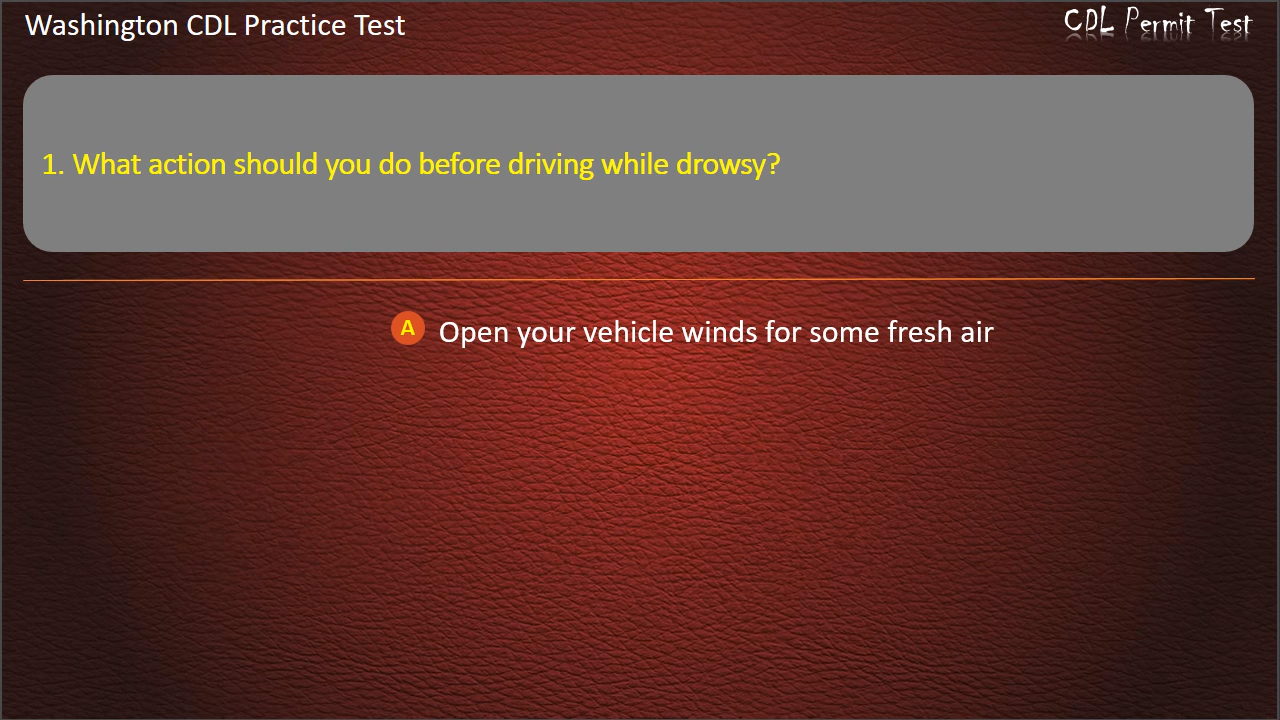 Washington CDL Practice Test
CDL Permit Test
1. What action should you do before driving while drowsy?
A Open your vehicle winds for some fresh air